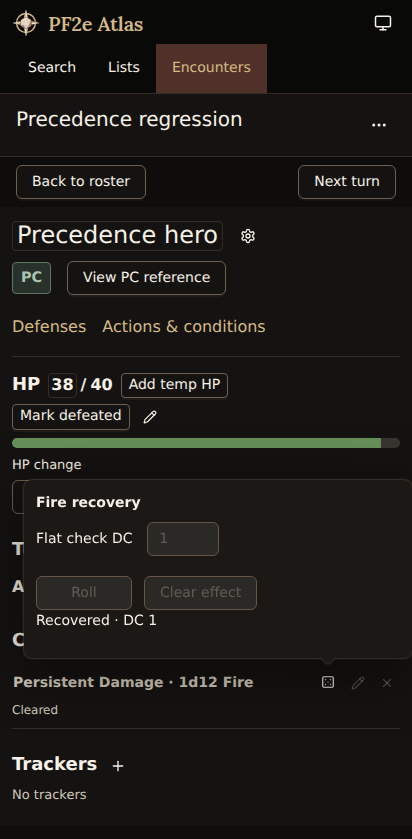 PF2e Atlas
Search Lists Encounters
Precedence regression
...
Back to roster Next turn
Precedence hero
PC View PC reference
Defenses Actions & conditions
HP 38 / 40 Add temp HP
Mark defeated
HP change
Fire recovery
Flat check DC 1
T
Roll Clear effect
A
Recovered · DC 1
C
Persistent Damage · 1d12 Fire
Cleared
Trackers +
No trackers